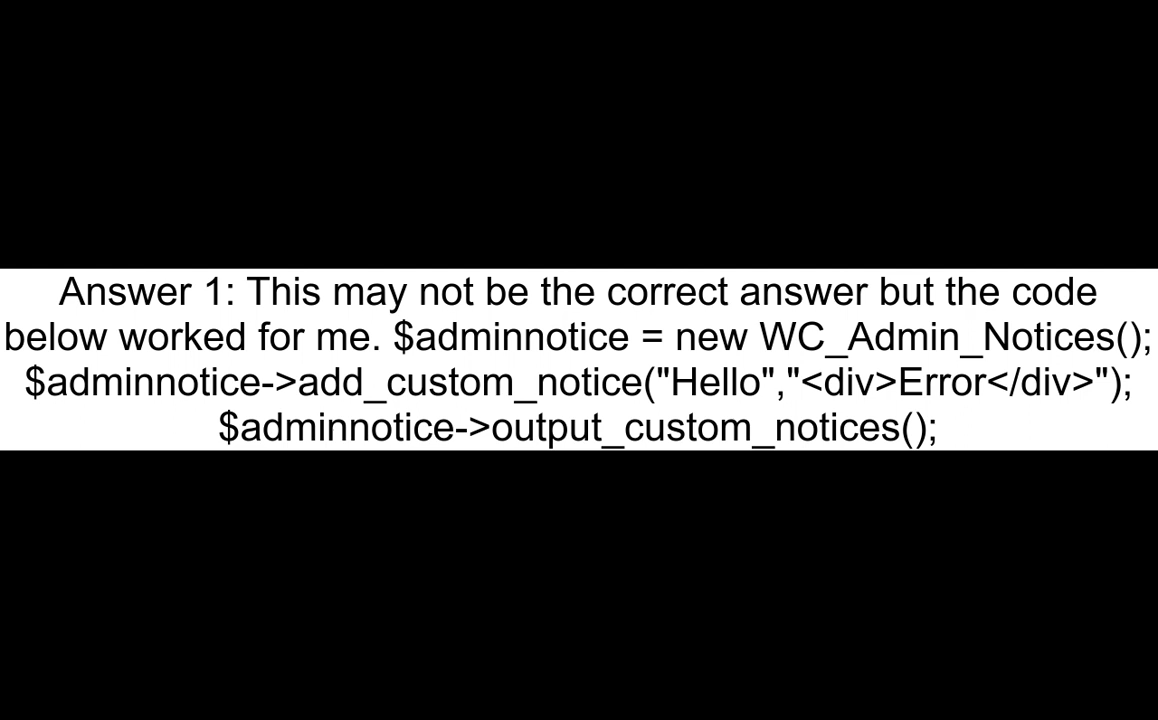 Answer 1: This may not be the correct answer but the code
below worked for me. $adminnotice = new WC_Admin_Notices();
$adminnotice->add_custom_notice("Hello","<div>Error</div>");
$adminnotice->output_custom_notices();